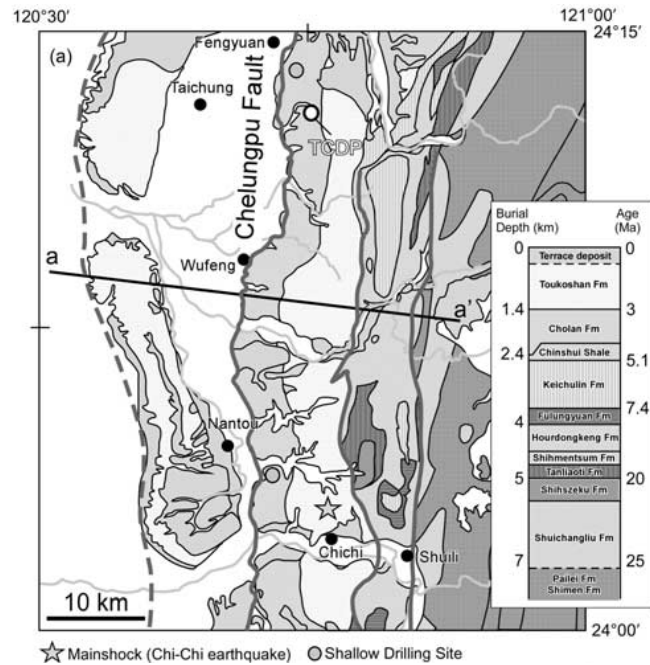 120°30'
121°00'
24°15'
(a)
Fengyuan
Taichung
Chelungpu Fault
TCDP
Burial
Depth (km)
Age
(Ma)
0
Terrace deposit
0
Toukoshan Fm
1.4
3
Cholan Fm
2.4
Chinshui Shale
5.1
Keichulin Fm
7.4
Fulungyuan Fm
4
Hourdongkeng Fm
Shihmentsum Fm
Tanliaoti Fm
5
20
Shihszeku Fm
Shuichangliu Fm
7
25
Pailei Fm
Shimen Fm
a
Wufeng
a'
Nantou
Chichi
Shuili
10 km
24°00'
Mainshock (Chi-Chi earthquake)
Shallow Drilling Site